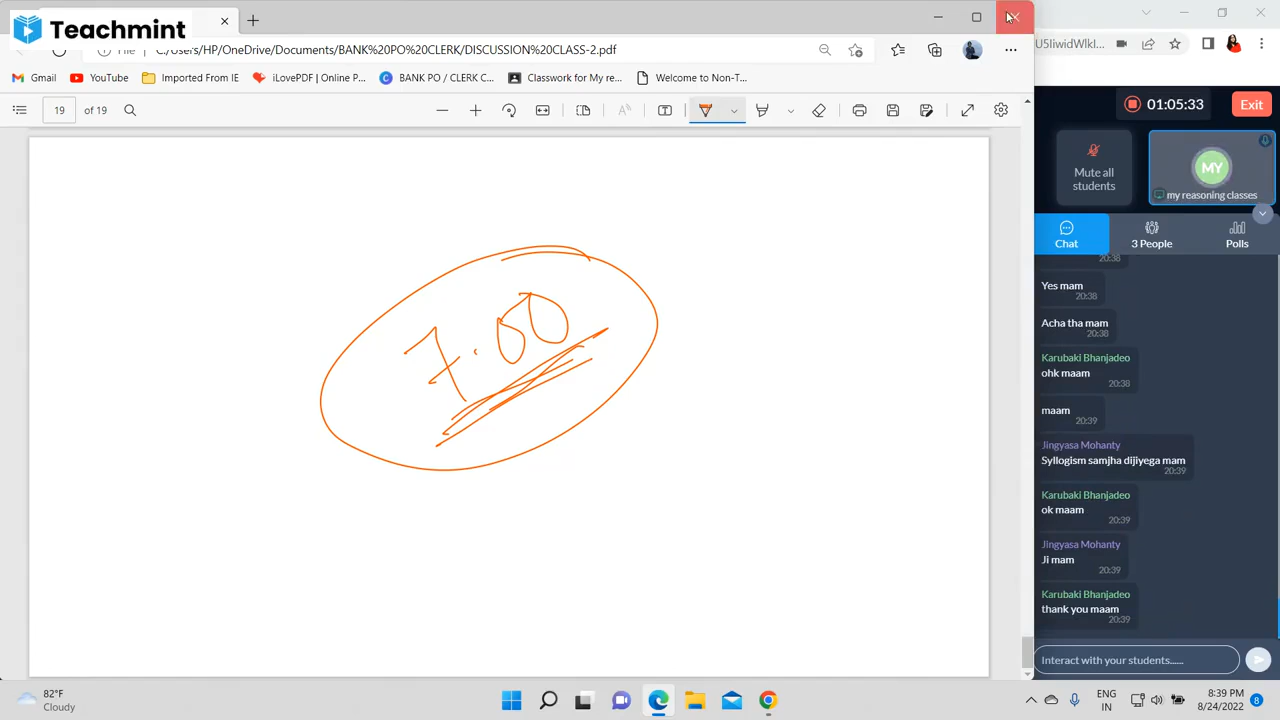 Teachmint
File
C:/Users/HP/OneDrive/Documents/BANK%20PO%20CLERK/DISCUSSION%20CLASS-2.pdf
U5IiwidWlkI...
Gmail
YouTube
Imported From IE
iLovePDF | Online P...
BANK PO / CLERK C...
Classwork for My re...
Welcome to Non-T...
19 of 19
01:05:33
Exit
Mute all
students
MY
my reasoning classes
Chat
3 People
Polls
20:38
Yes mam
20:38
Acha tha mam
20:38
Karubaki Bhanjadeo
ohk maam
20:38
maam
20:39
Jingyasa Mohanty
Syllogism samjha dijiyega mam
20:39
Karubaki Bhanjadeo
ok maam
20:39
Jingyasa Mohanty
Ji mam
20:39
Karubaki Bhanjadeo
thank you maam
20:39
Interact with your students......
7.00
82°F
Cloudy
ENG
IN
8:39 PM
8/24/2022
8